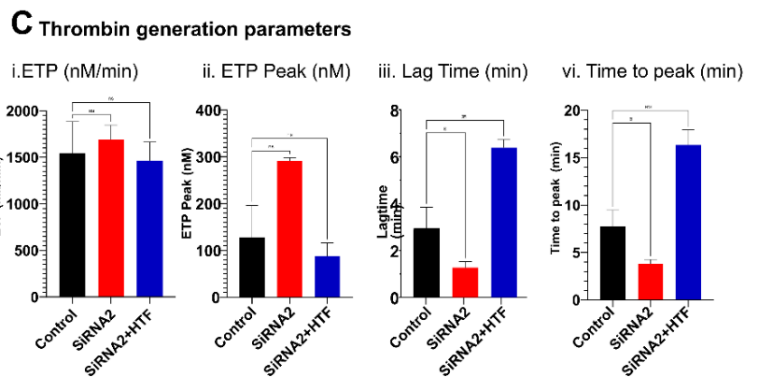 C Thrombin generation parameters
i.ETP (nM/min) ii. ETP Peak (nM) iii. Lag Time (min) vi. Time to peak (min)
2000
1500
1000
500
0
Control
SiRNA2
SiRNA2+HTF
ETP Peak (nM)
400
300
200
100
0
Control
SiRNA2
SiRNA2+HTF
Lagtime
(min)
8
6
4
2
0
Control
SiRNA2
SiRNA2+HTF
Time to peak (min)
20
15
10
5
0
Control
SiRNA2
SiRNA2+HTF